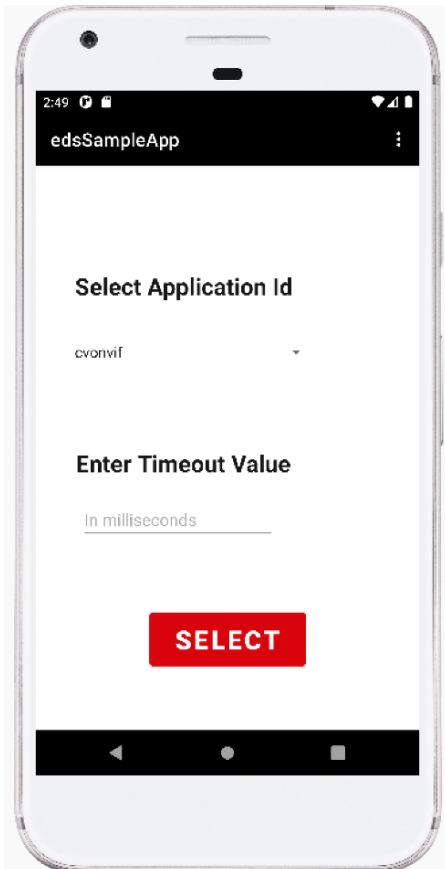 2:49
edsSampleApp
Select Application Id
cvonvif
Enter Timeout Value
In milliseconds
SELECT